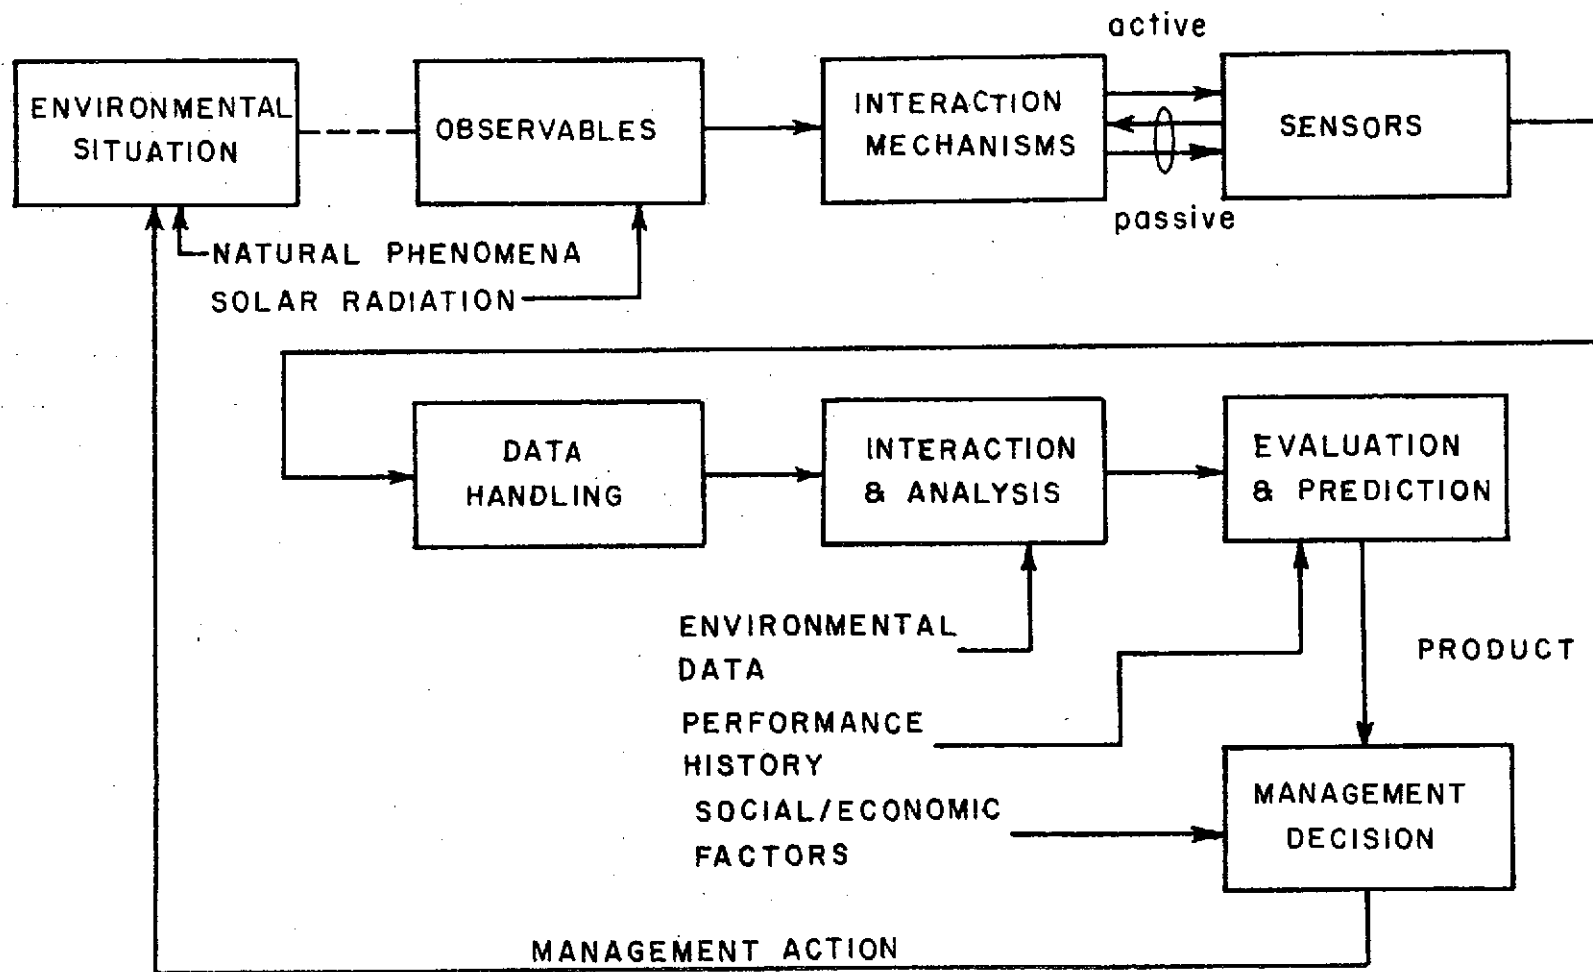 active
ENVIRONMENTAL
SITUATION
OBSERVABLES
INTERACTION
MECHANISMS
SENSORS
passive
NATURAL PHENOMENA
SOLAR RADIATION
DATA
HANDLING
INTERACTION
& ANALYSIS
EVALUATION
& PREDICTION
ENVIRONMENTAL
DATA
PRODUCT
PERFORMANCE
HISTORY
SOCIAL/ECONOMIC
FACTORS
MANAGEMENT
DECISION
MANAGEMENT ACTION